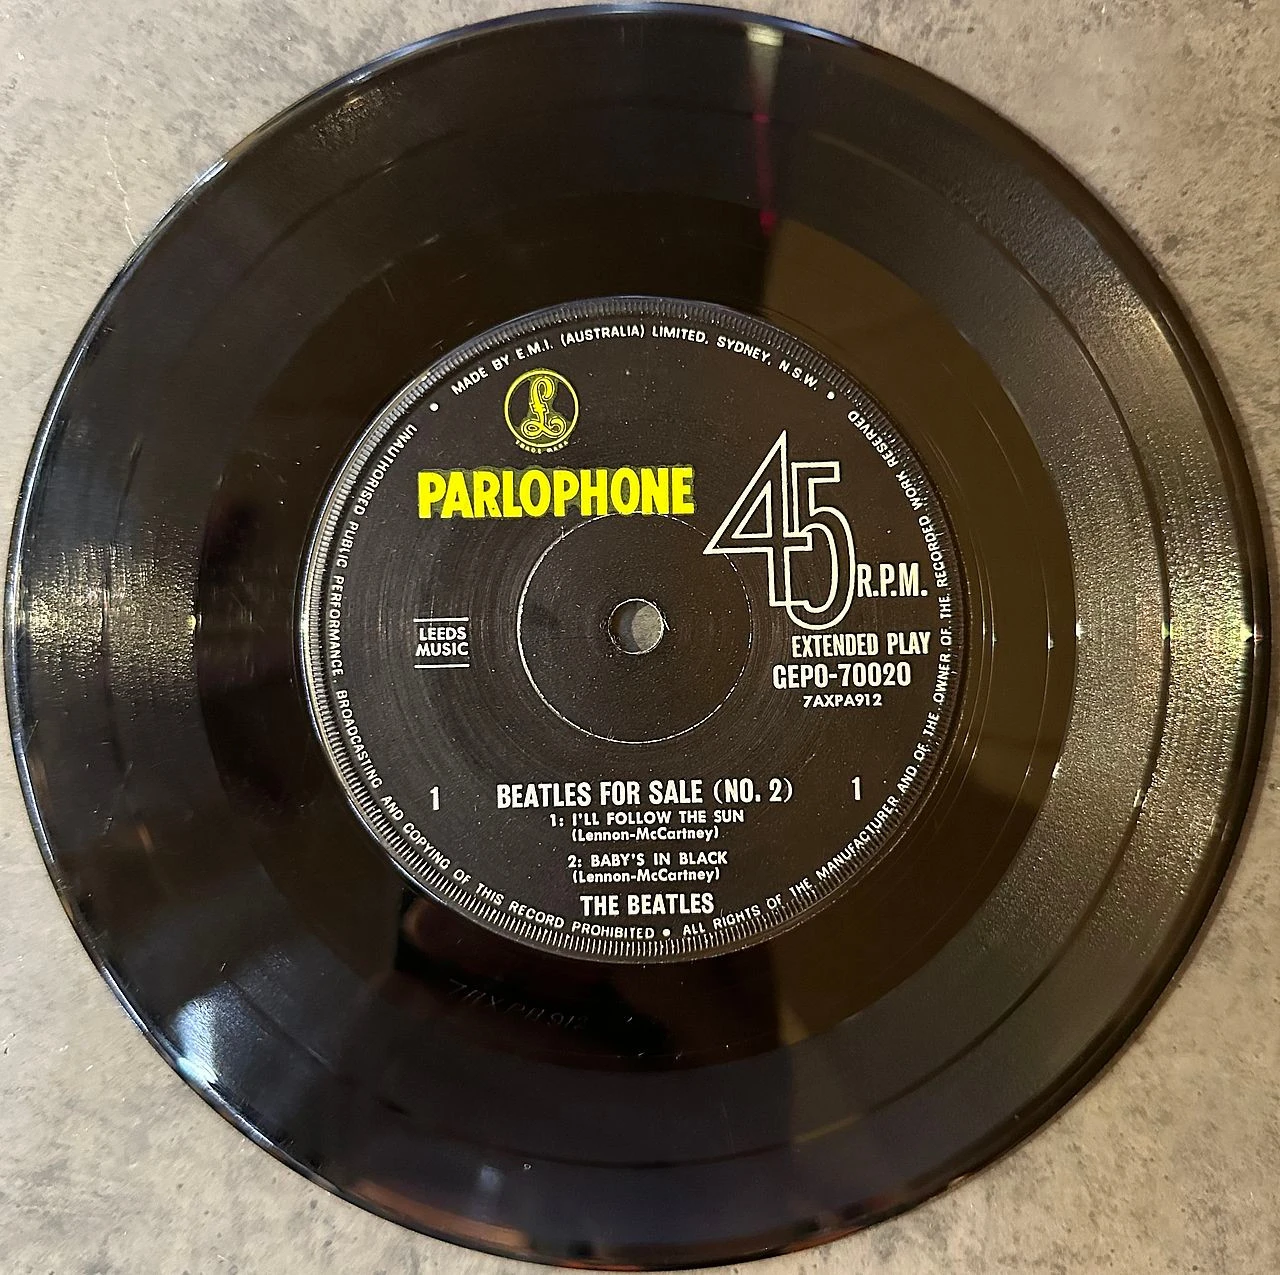 MADE BY E.M.I. (AUSTRALIA) LIMITED, SYDNEY, N.S.W.
£
TRADE MARK
PARLOPHONE
45
R.P.M.
EXTENDED PLAY
LEEDS
MUSIC
GEPO-70020
7AXPA912
1 BEATLES FOR SALE (NO. 2) 1
1: I'LL FOLLOW THE SUN
(Lennon-McCartney)
2: BABY'S IN BLACK
(Lennon-McCartney)
THE BEATLES
UNAUTHORISED PUBLIC PERFORMANCE, BROADCASTING AND COPYING OF THIS RECORD PROHIBITED • ALL RIGHTS OF THE MANUFACTURER AND OF THE OWNER OF THE RECORDED WORK RESERVED
7AXPA912